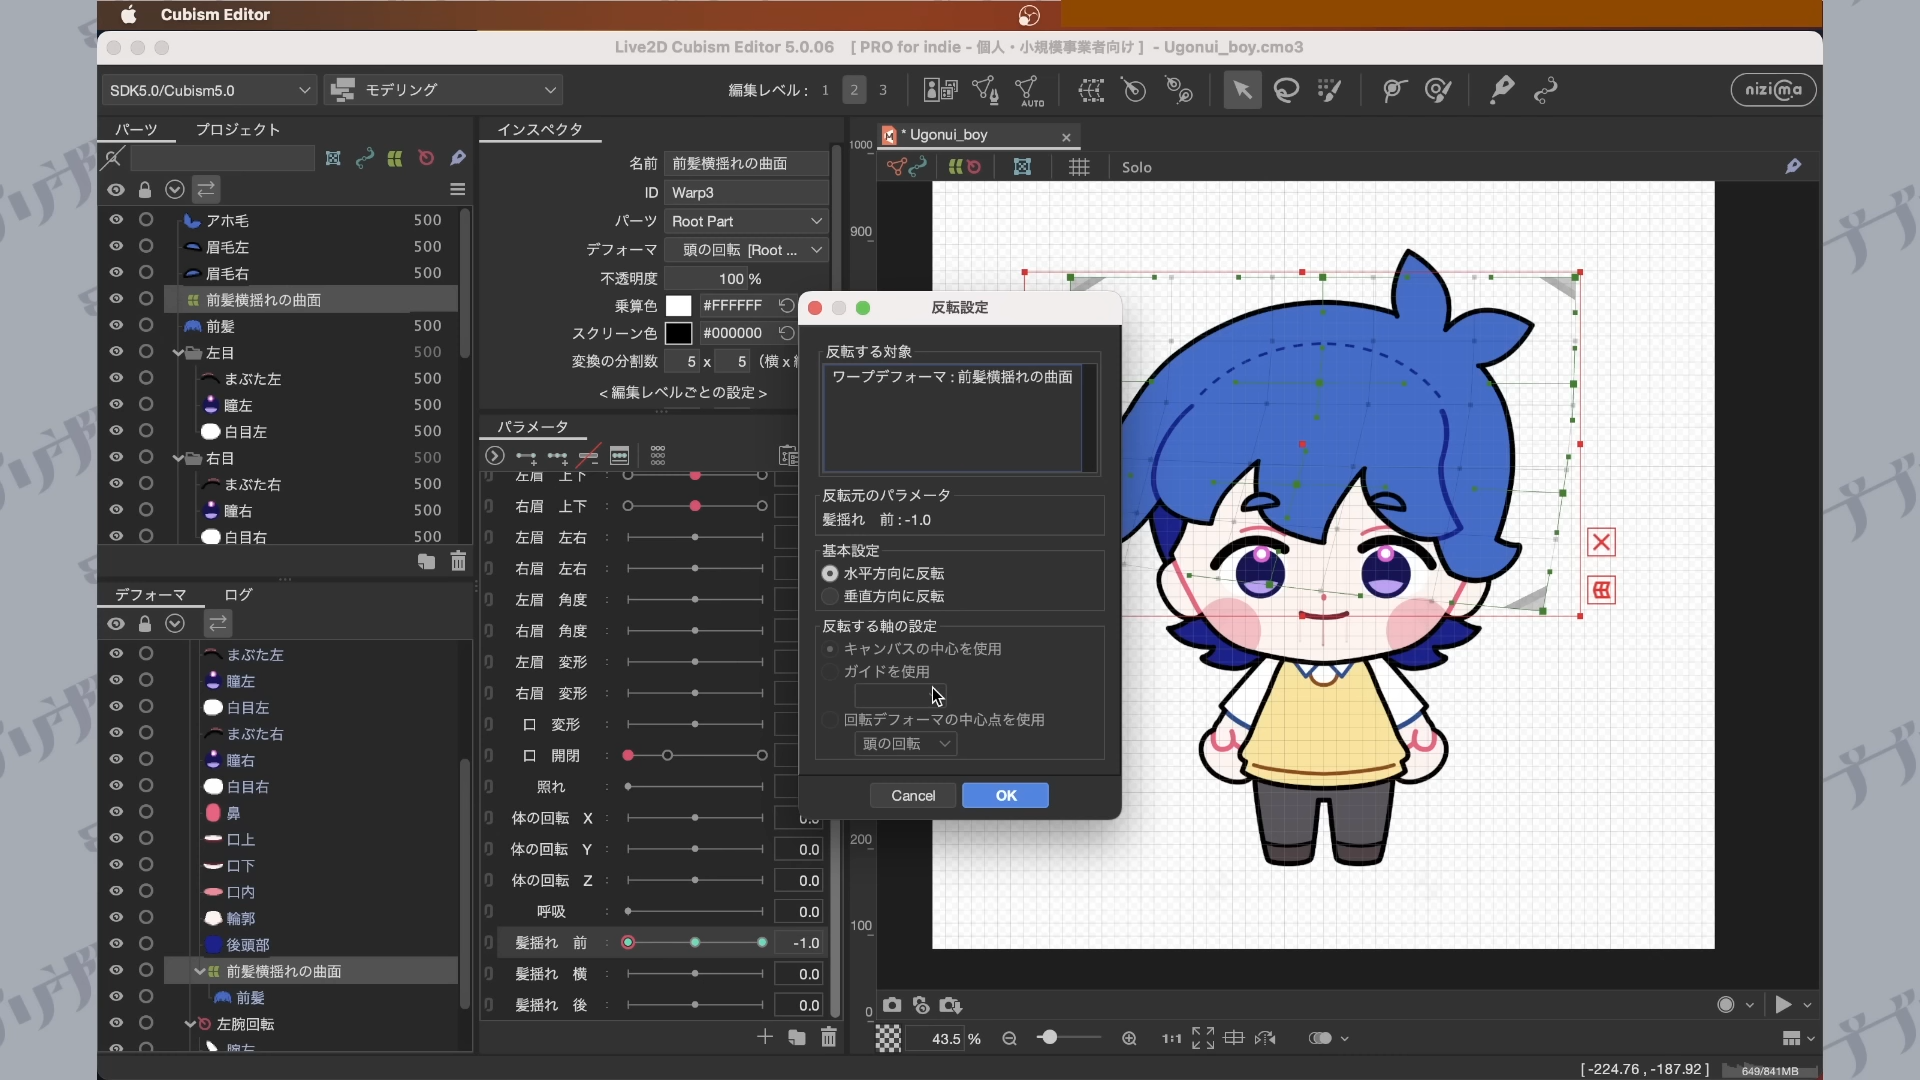 Cubism Editor
Live2D Cubism Editor 5.0.06 [ PRO for indie - 個人・小規模事業者向け ] - Ugonui_boy.cmo3
SDK5.0/Cubism5.0
モデリング
編集レベル : 1 2 3
AUTO
nizima
パーツ プロジェクト
アホ毛 500
眉毛左 500
眉毛右 500
前髪横揺れの曲面
前髪 500
左目 500
まぶた左 500
瞳左 500
白目左 500
右目 500
まぶた右 500
瞳右 500
白目右 500
デフォーマ ログ
まぶた左
瞳左
白目左
まぶた右
瞳右
白目右
鼻
口上
口下
口内
輪郭
後頭部
前髪横揺れの曲面
前髪
左腕回転
インスペクタ
名前 前髪横揺れの曲面
ID Warp3
パーツ Root Part
デフォーマ 頭の回転 [Root ...
不透明度 100 %
乗算色 #FFFFFF
スクリーン色 #000000
変換の分割数 5 x 5 (横 x
< 編集レベルごとの設定 >
パラメータ
左眉 上下
右眉 上下 :
左眉 左右 :
右眉 左右 :
左眉 角度 :
右眉 角度 :
左眉 変形 :
右眉 変形 :
口 変形 :
口 開閉 :
照れ :
体の回転 X : 0.0
体の回転 Y : 0.0
体の回転 Z : 0.0
呼吸 : 0.0
髪揺れ 前 : -1.0
髪揺れ 横 : 0.0
髪揺れ 後 : 0.0
* Ugonui_boy
Solo
1000
900
200
100
0
反転設定
反転する対象
ワープデフォーマ : 前髪横揺れの曲面
反転元のパラメータ
髪揺れ 前 : -1.0
基本設定
水平方向に反転
垂直方向に反転
反転する軸の設定
キャンバスの中心を使用
ガイドを使用
回転デフォーマの中心点を使用
頭の回転
Cancel OK
43.5 %
1:1
[ -224.76 , -187.92 ]
649/841MB